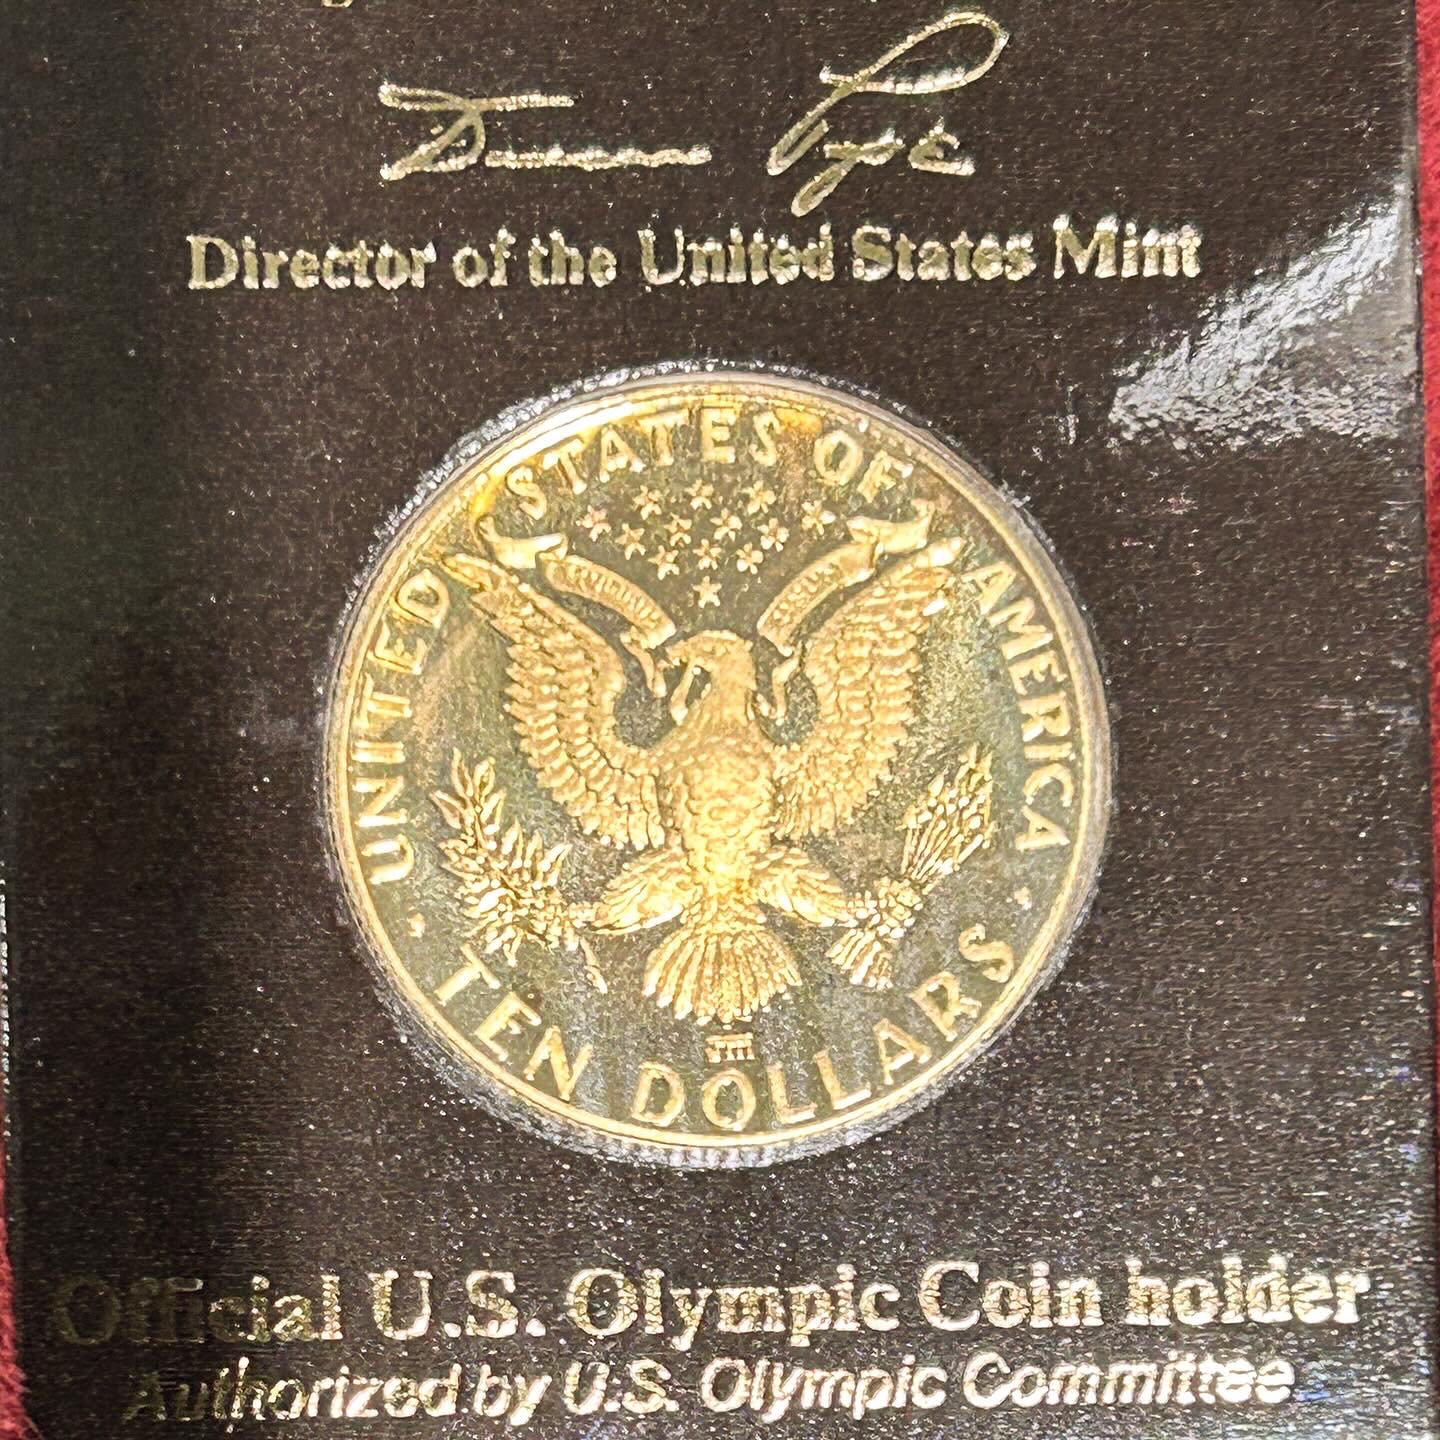 Director of the United States Mint
UNITED STATES OF AMERICA
TEN DOLLARS
Official U.S. Olympic Coin holder
Authorized by U.S. Olympic Committee